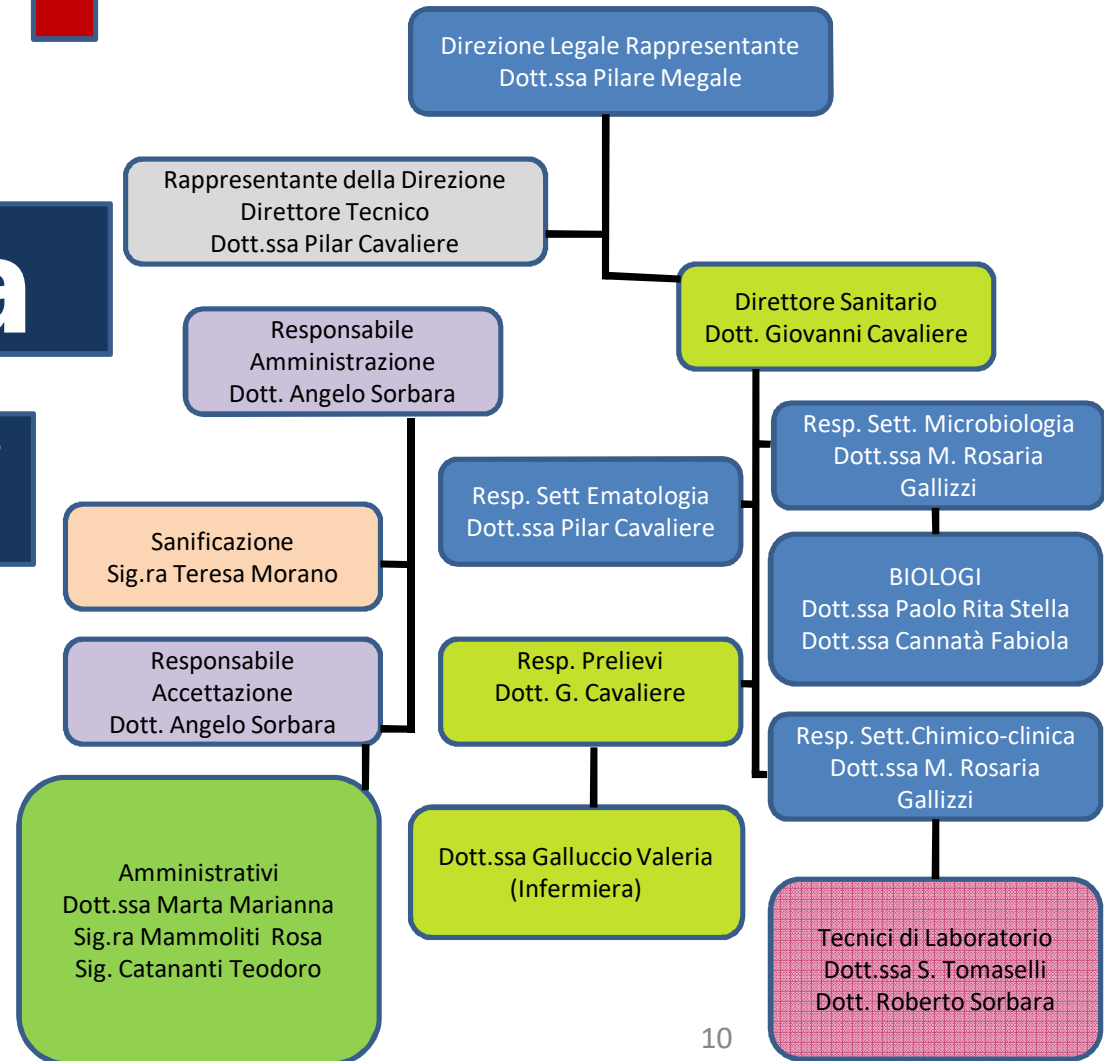 Direzione Legale Rappresentante
Dott.ssa Pilare Megale
Rappresentante della Direzione
Direttore Tecnico
Dott.ssa Pilar Cavaliere
a
Direttore Sanitario
Dott. Giovanni Cavaliere
Responsabile
Amministrazione
Dott. Angelo Sorbara
Resp. Sett. Microbiologia
Dott.ssa M. Rosaria
Gallizzi
Resp. Sett Ematologia
Dott.ssa Pilar Cavaliere
Sanificazione
Sig.ra Teresa Morano
BIOLOGI
Dott.ssa Paolo Rita Stella
Dott.ssa Cannatà Fabiola
Responsabile
Accettazione
Dott. Angelo Sorbara
Resp. Prelievi
Dott. G. Cavaliere
Resp. Sett.Chimico-clinica
Dott.ssa M. Rosaria
Gallizzi
Amministrativi
Dott.ssa Marta Marianna
Sig.ra Mammoliti Rosa
Sig. Catananti Teodoro
Dott.ssa Galluccio Valeria
(Infermiera)
Tecnici di Laboratorio
Dott.ssa S. Tomaselli
Dott. Roberto Sorbara
10